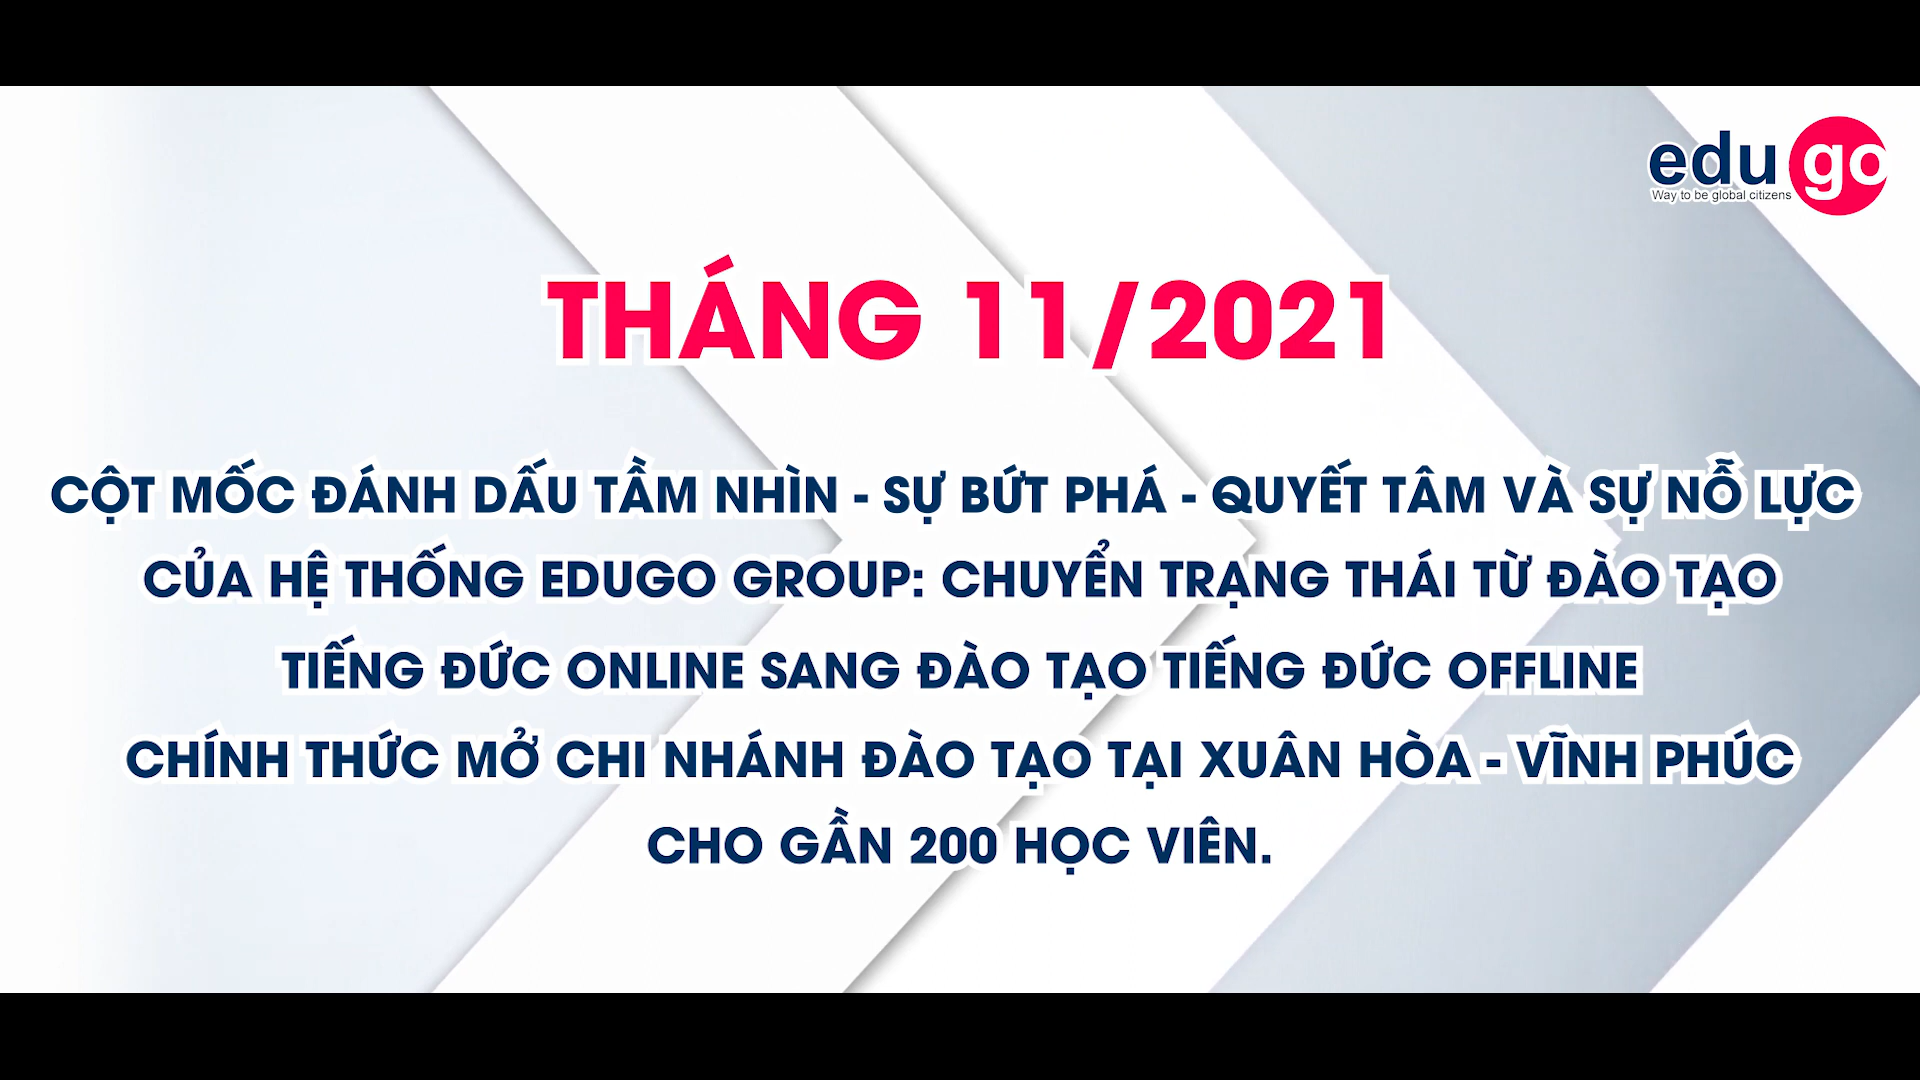 edu go
Way to be global citizens
THÁNG 11/2021
CỘT MỐC ĐÁNH DẤU TẦM NHÌN - SỰ BỨT PHÁ - QUYẾT TÂM VÀ SỰ NỖ LỰC
CỦA HỆ THỐNG EDUGO GROUP: CHUYỂN TRẠNG THÁI TỪ ĐÀO TẠO
TIẾNG ĐỨC ONLINE SANG ĐÀO TẠO TIẾNG ĐỨC OFFLINE
CHÍNH THỨC MỞ CHI NHÁNH ĐÀO TẠO TẠI XUÂN HÒA - VĨNH PHÚC
CHO GẦN 200 HỌC VIÊN.